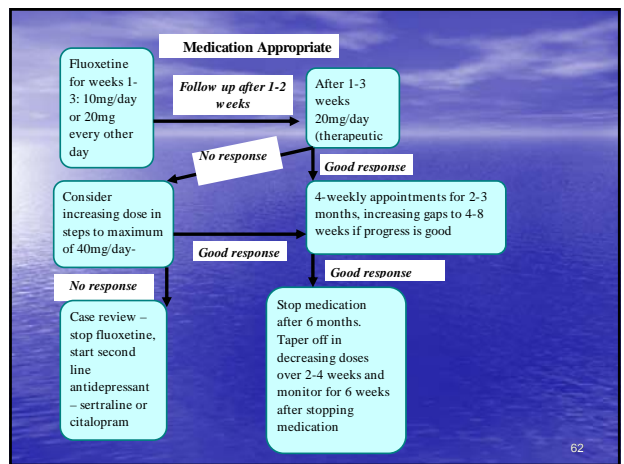 Medication Appropriate
Fluoxetine
for weeks 1-
3: 10mg/day
or 20mg
every other
day
Follow up after 1-2
weeks
After 1-3
weeks
20mg/day
(therapeutic
No response
Good response
Consider
increasing dose in
steps to maximum
of 40mg/day-
4-weekly appointments for 2-3
months, increasing gaps to 4-8
weeks if progress is good
Good response
No response
Good response
Case review –
stop fluoxetine,
start second
line
antidepressant
– sertraline or
citalopram
Stop medication
after 6 months.
Taper off in
decreasing doses
over 2-4 weeks and
monitor for 6 weeks
after stopping
medication
62